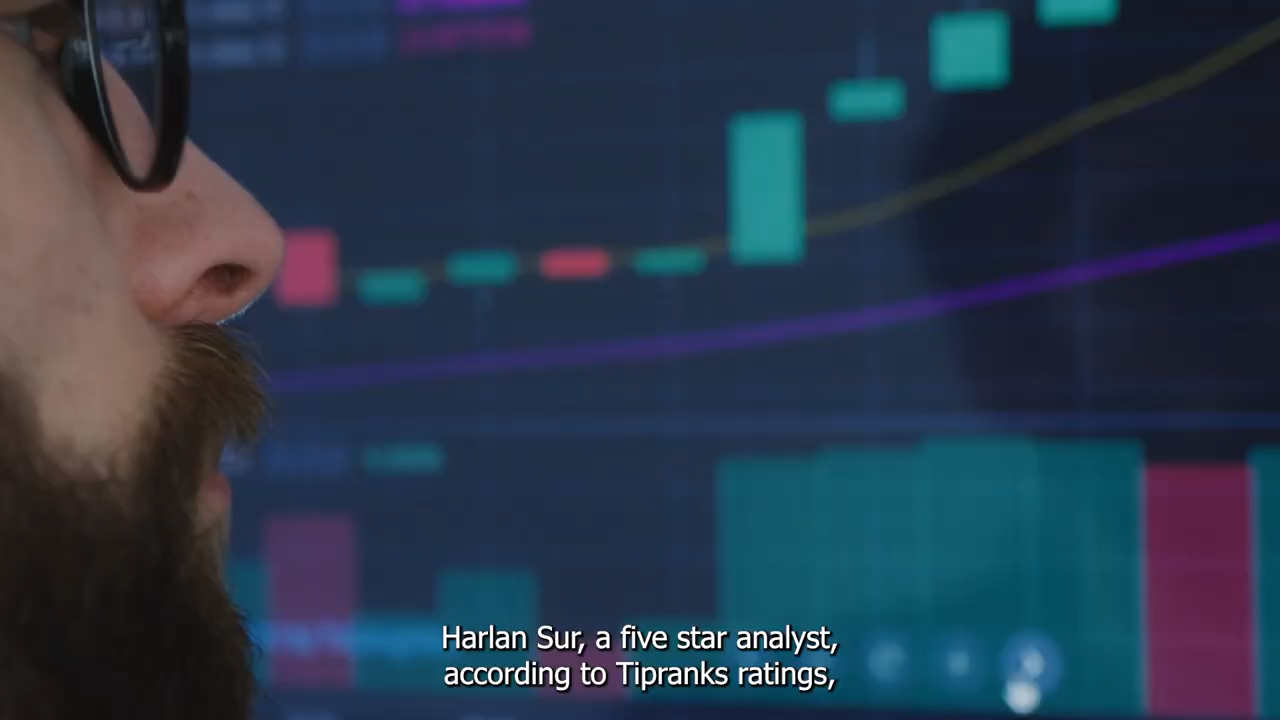 Harlan Sur, a five star analyst,
according to Tipranks ratings,